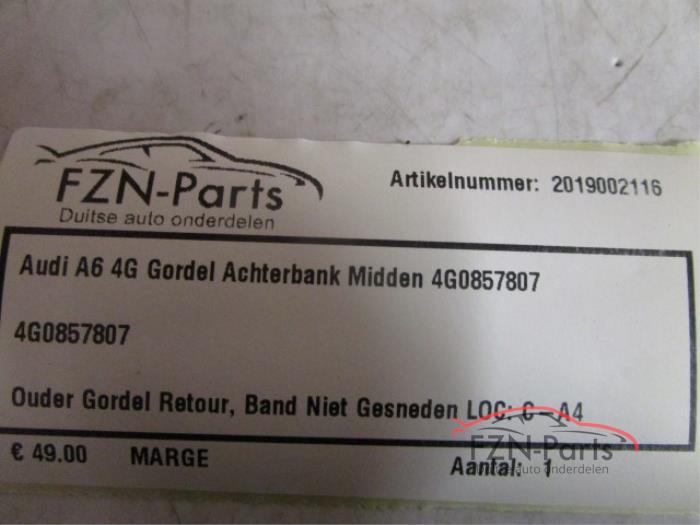 FZN-Parts
Duitse auto onderdelen
Artikelnummer: 2019002116
Audi A6 4G Gordel Achterbank Midden 4G0857807
4G0857807
Ouder Gordel Retour, Band Niet Gesneden LOC: C-A4
€ 49.00 MARGE Aantal: 1
FZN-Parts
Duitse auto onderdelen